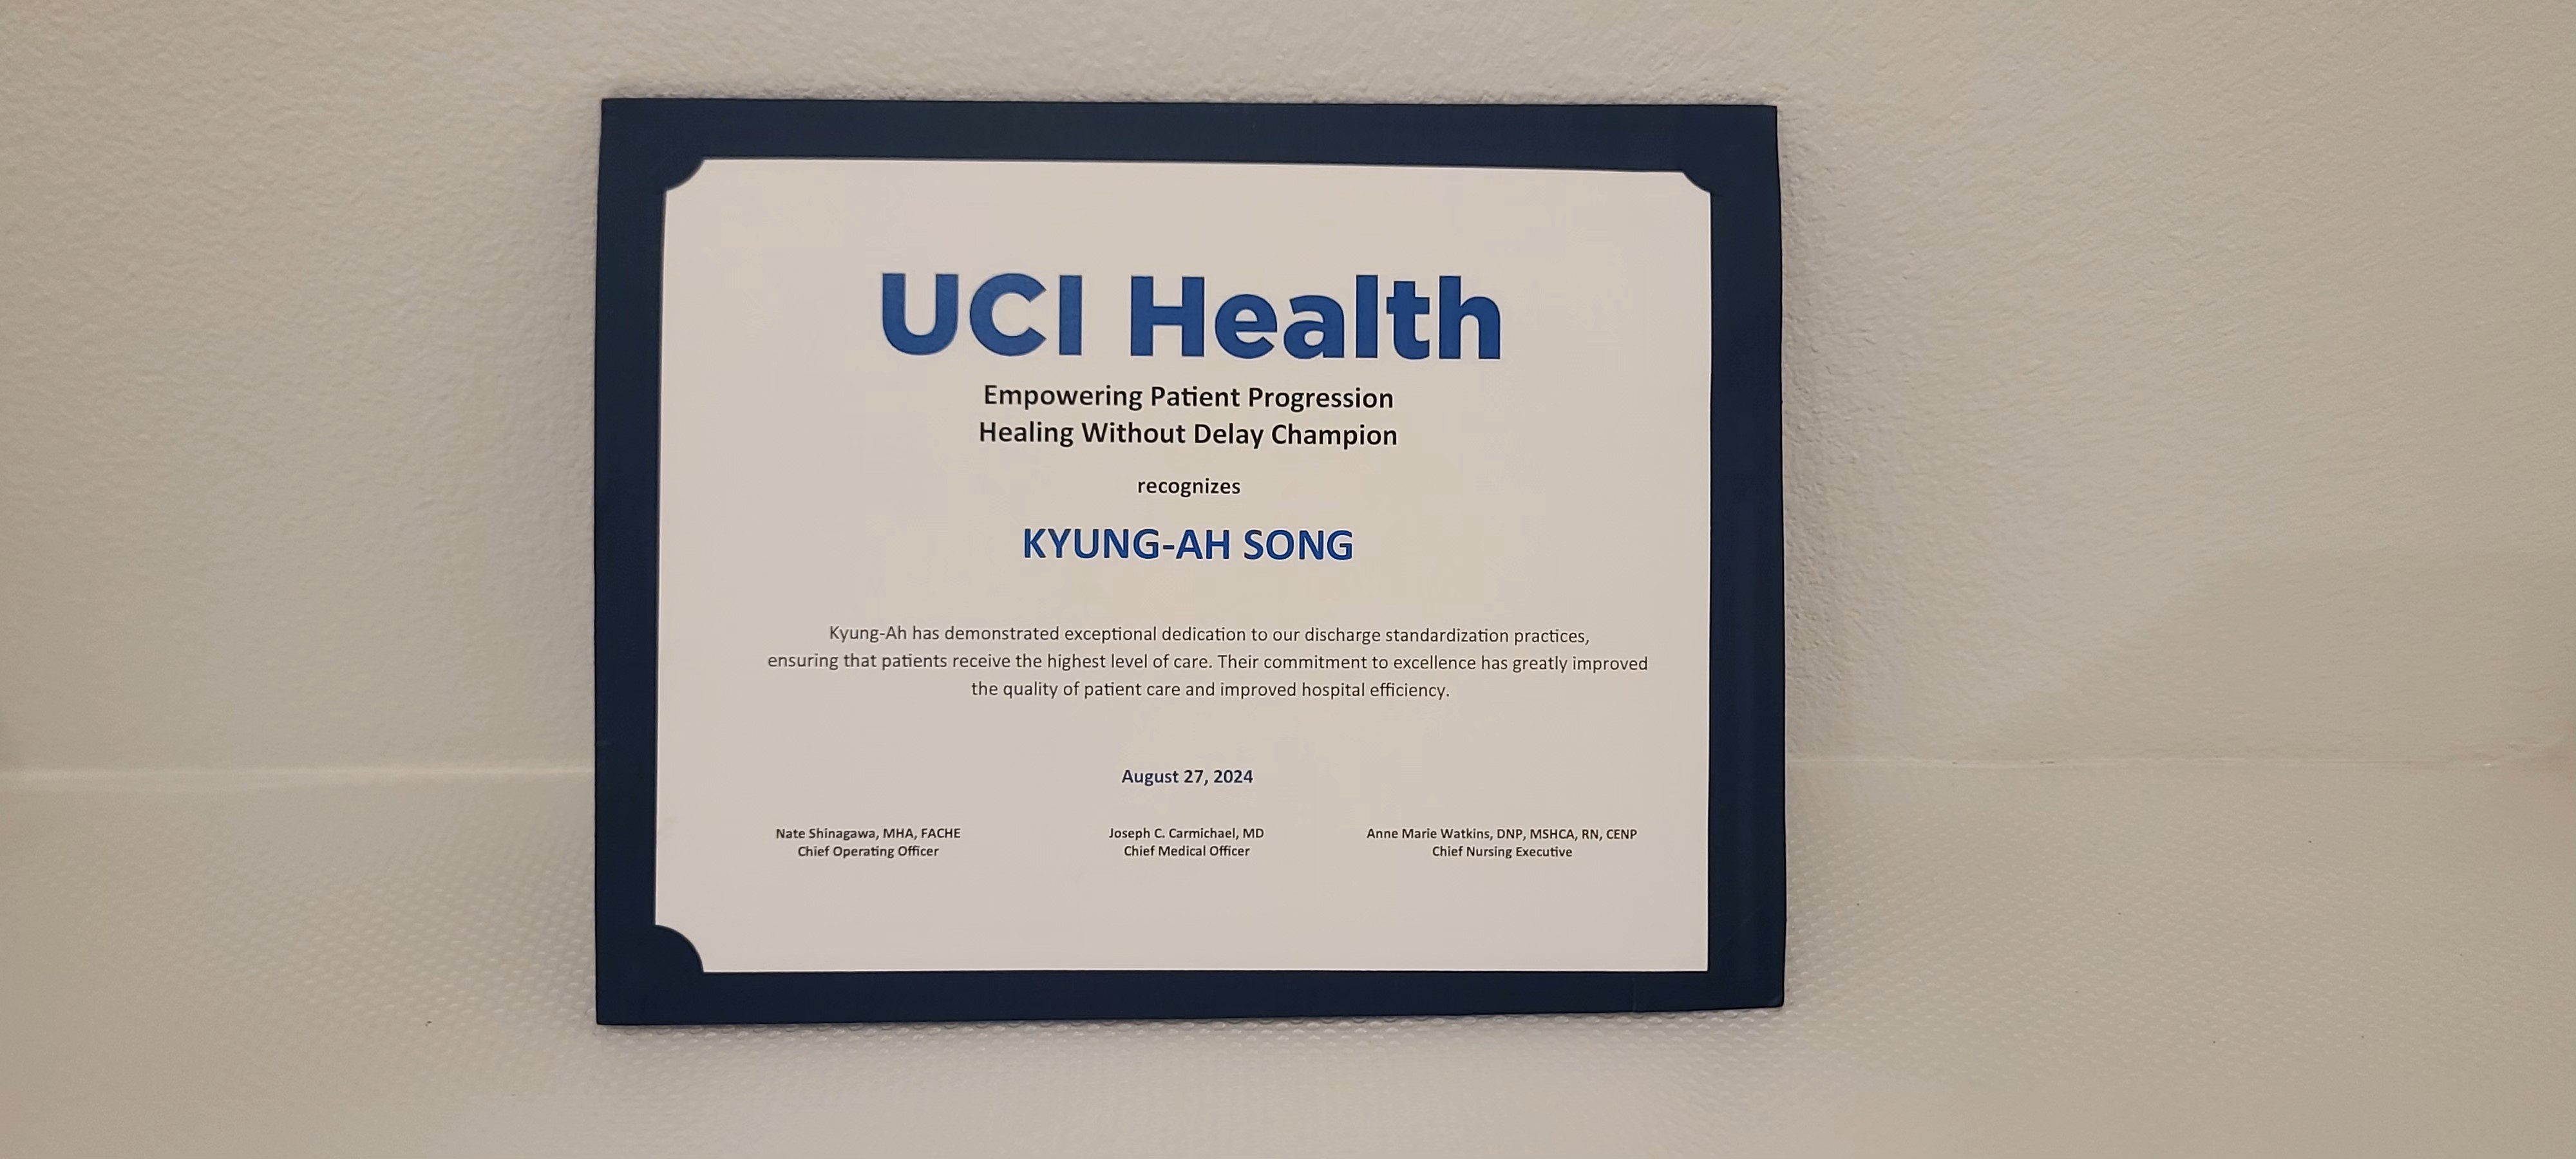 UCI Health
Empowering Patient Progression
Healing Without Delay Champion
recognizes
KYUNG-AH SONG
Kyung-Ah has demonstrated exceptional dedication to our discharge standardization practices,
ensuring that patients receive the highest level of care. Their commitment to excellence has greatly improved
the quality of patient care and improved hospital efficiency.
August 27, 2024
Nate Shinagawa, MHA, FACHE
Chief Operating Officer
Joseph C. Carmichael, MD
Chief Medical Officer
Anne Marie Watkins, DNP, MSHCA, RN, CENP
Chief Nursing Executive